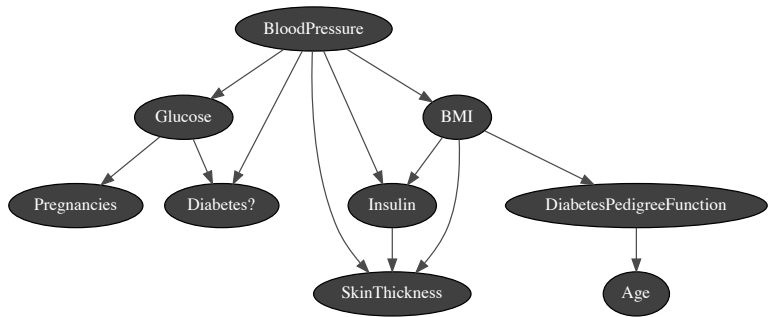 BloodPressure
Glucose
BMI
Pregnancies
Diabetes?
Insulin
DiabetesPedigreeFunction
SkinThickness
Age